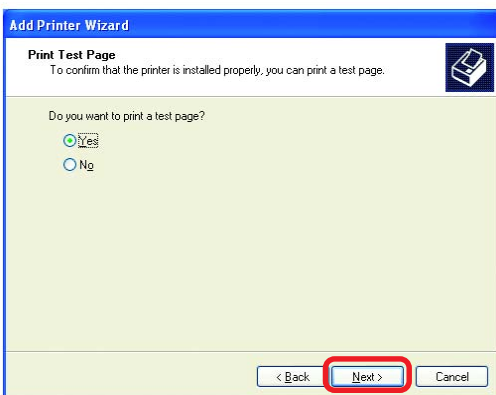 Add Printer Wizard
Print Test Page
To confirm that the printer is installed properly, you can print a test page.
Do you want to print a test page?
Yes
No
< Back Next > Cancel